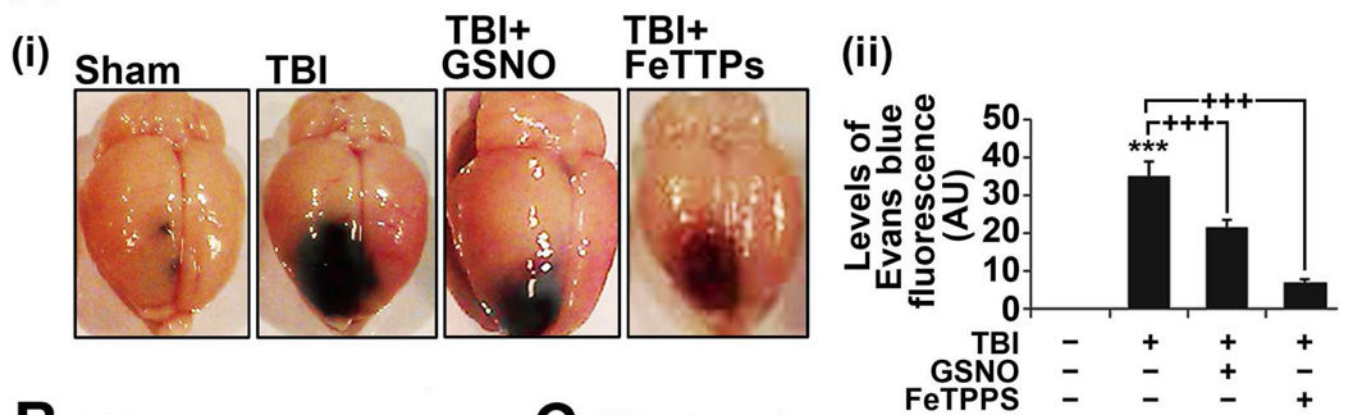 (i)
Sham
TBI
TBI+
GSNO
TBI+
FeTTPs
(ii)
Levels of
Evans blue
fluorescence
(AU)
50
40
30
20
10
0
+++
+++
***
TBI − + + +
GSNO − − + −
FeTPPS − − − +